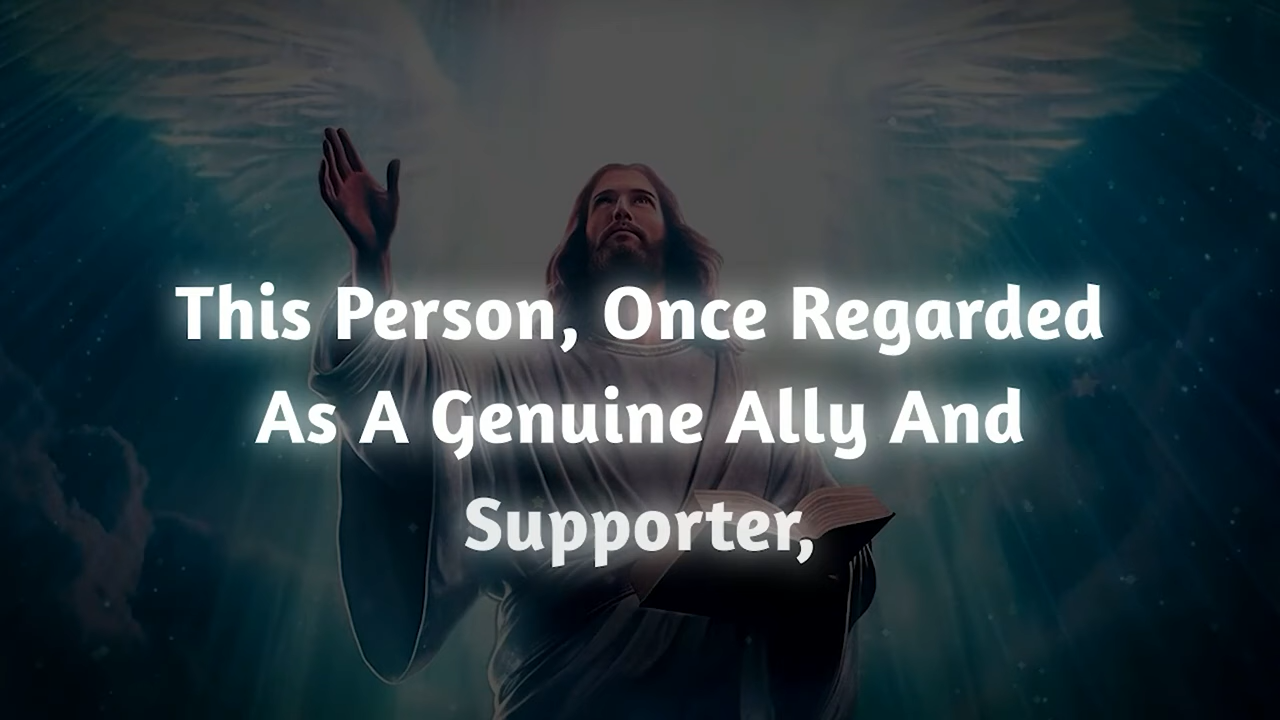 This Person, Once Regarded
As A Genuine Ally And
Supporter,